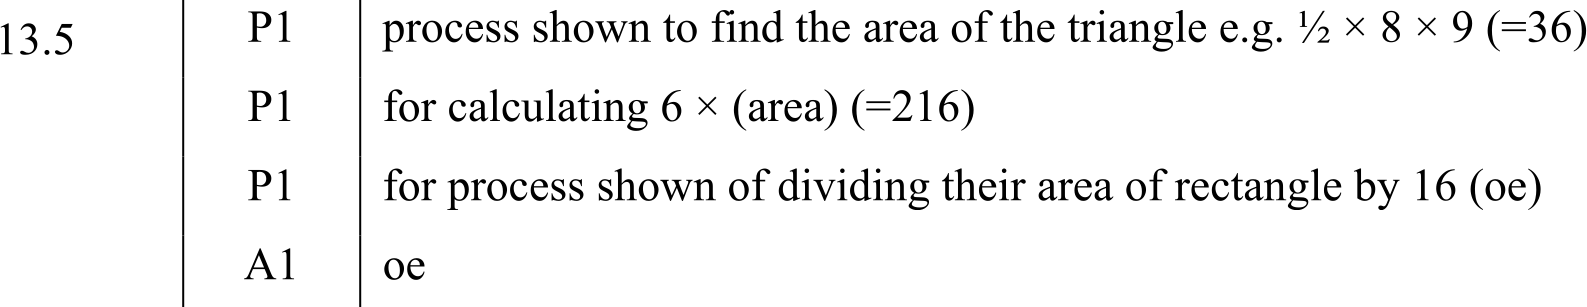 13.5 P1 process shown to find the area of the triangle e.g. ½ × 8 × 9 (=36)
P1 for calculating 6 × (area) (=216)
P1 for process shown of dividing their area of rectangle by 16 (oe)
A1 oe